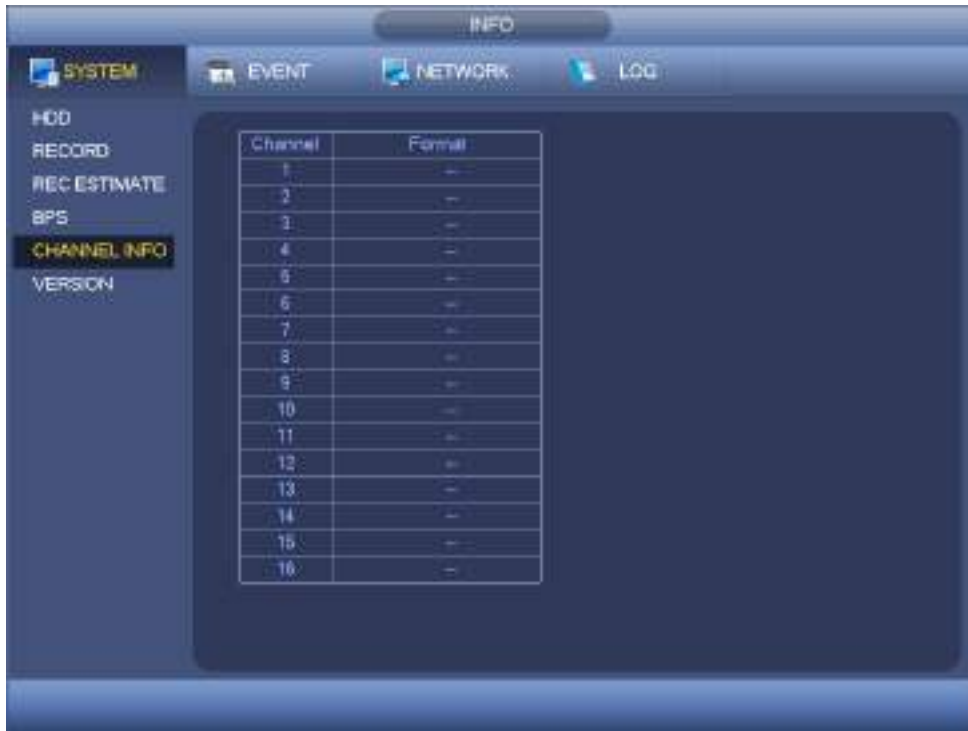 INFO
SYSTEM EVENT NETWORK LOG
HDD
RECORD
REC ESTIMATE
BPS
CHANNEL INFO
VERSION
Channel Format
1 --
2 --
3 --
4 --
5 --
6 --
7 --
8 --
9 --
10 --
11 --
12 --
13 --
14 --
15 --
16 --